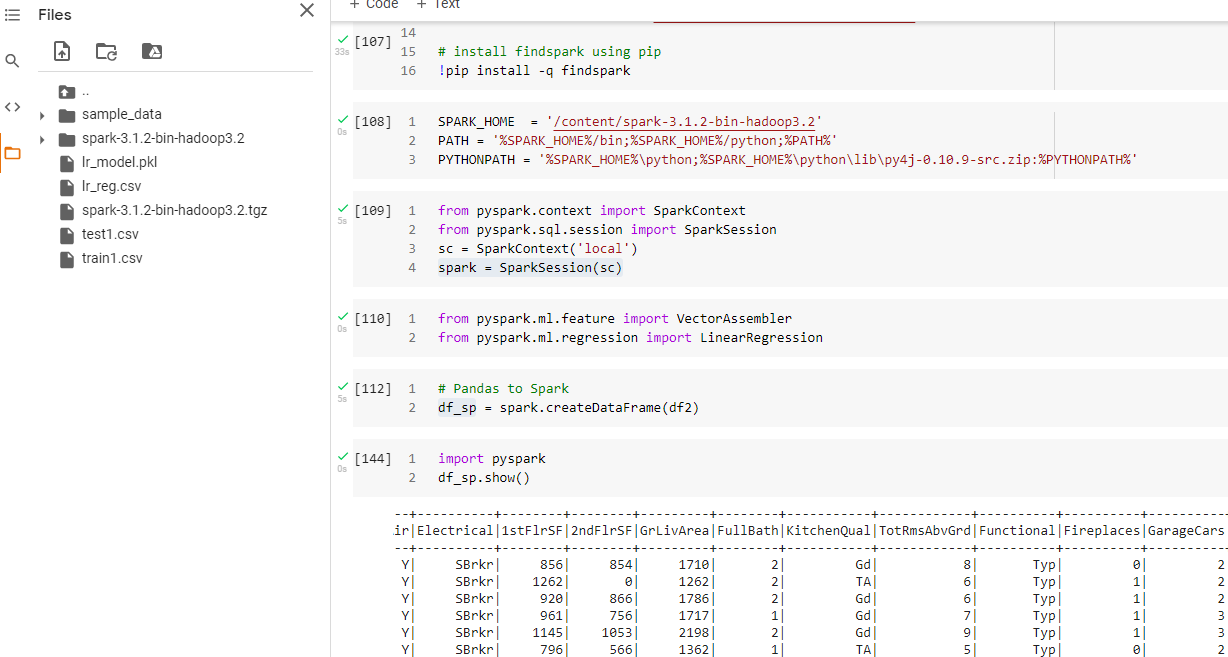 Files
..
sample_data
spark-3.1.2-bin-hadoop3.2
lr_model.pkl
lr_reg.csv
spark-3.1.2-bin-hadoop3.2.tgz
test1.csv
train1.csv
+ Code + Text
33s [107] 14
15 # install findspark using pip
16 !pip install -q findspark
0s [108] 1 SPARK_HOME  = '/content/spark-3.1.2-bin-hadoop3.2'
2 PATH = '%SPARK_HOME%/bin;%SPARK_HOME%/python;%PATH%'
3 PYTHONPATH = '%SPARK_HOME%\python;%SPARK_HOME%\python\lib\py4j-0.10.9-src.zip:%PYTHONPATH%'
5s [109] 1 from pyspark.context import SparkContext
2 from pyspark.sql.session import SparkSession
3 sc = SparkContext('local')
4 spark = SparkSession(sc)
0s [110] 1 from pyspark.ml.feature import VectorAssembler
2 from pyspark.ml.regression import LinearRegression
5s [112] 1 # Pandas to Spark
2 df_sp = spark.createDataFrame(df2)
0s [144] 1 import pyspark
2 df_sp.show()
--+----------+--------+--------+---------+--------+-----------+------------+----------+----------+----------
ir|Electrical|1stFlrSF|2ndFlrSF|GrLivArea|FullBath|KitchenQual|TotRmsAbvGrd|Functional|Fireplaces|GarageCars
--+----------+--------+--------+---------+--------+-----------+------------+----------+----------+----------
 Y|     SBrkr|     856|     854|     1710|       2|         Gd|           8|       Typ|         0|         2
 Y|     SBrkr|    1262|       0|     1262|       2|         TA|           6|       Typ|         1|         2
 Y|     SBrkr|     920|     866|     1786|       2|         Gd|           6|       Typ|         1|         2
 Y|     SBrkr|     961|     756|     1717|       1|         Gd|           7|       Typ|         1|         3
 Y|     SBrkr|    1145|    1053|     2198|       2|         Gd|           9|       Typ|         1|         3
 Y|     SBrkr|     796|     566|     1362|       1|         TA|           5|       Typ|         0|         2